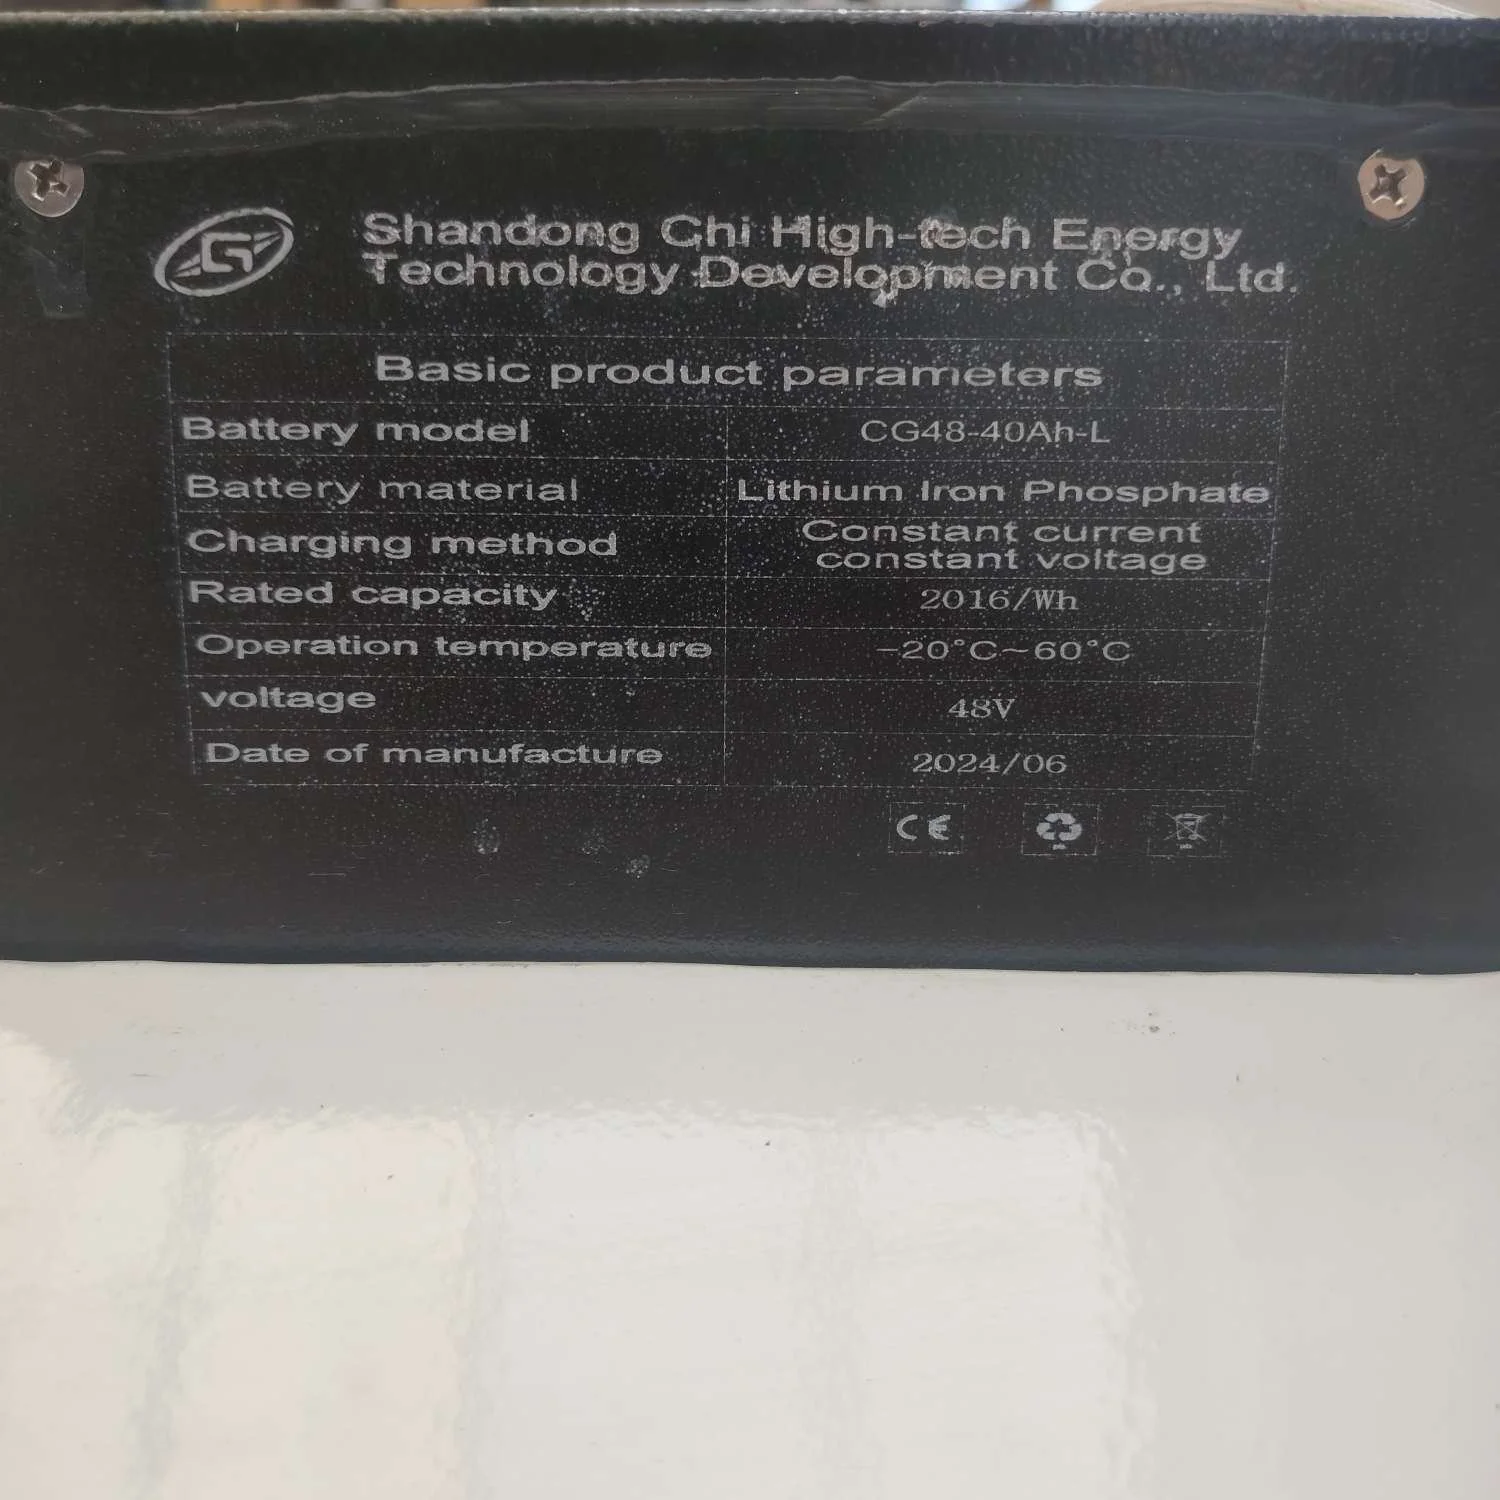 Shandong Chi High-tech Energy
Technology Development Co., Ltd.
Basic product parameters
Battery model CG48-40Ah-L
Battery material Lithium Iron Phosphate
Charging method Constant current
constant voltage
Rated capacity 2016/Wh
Operation temperature -20°C~60°C
voltage 48V
Date of manufacture 2024/06
CE